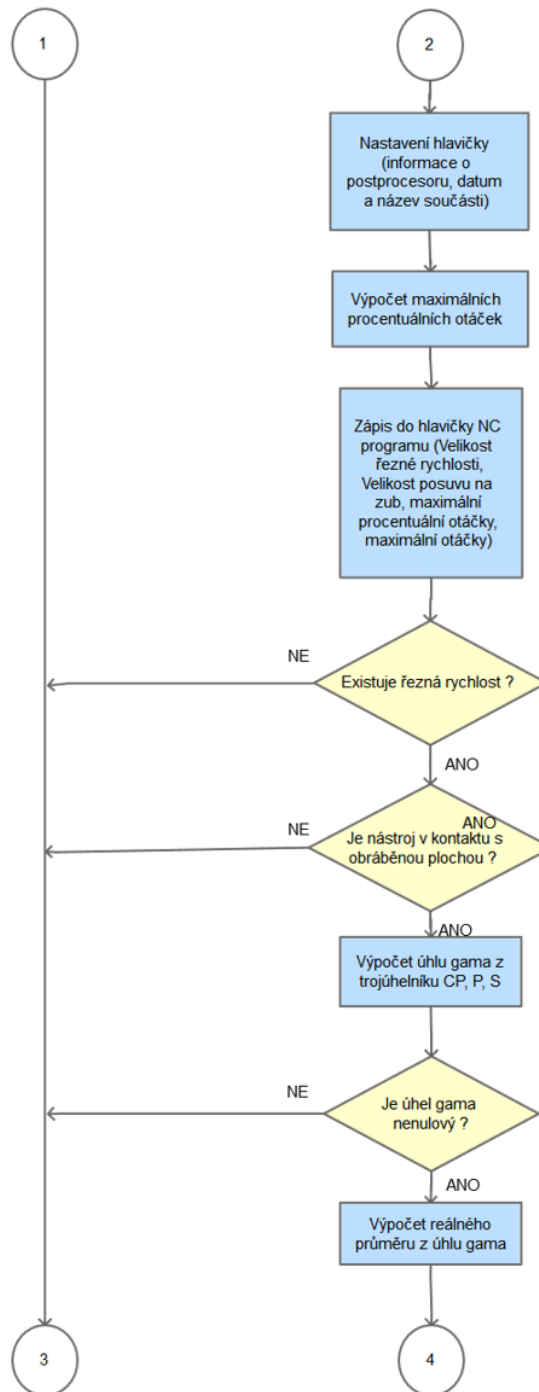 1
2
Nastavení hlavičky
(informace o
postprocesoru, datum
a název součásti)
Výpočet maximálních
procentuálních otáček
Zápis do hlavičky NC
programu (Velikost
řezné rychlosti,
Velikost posuvu na
zub, maximální
procentuální otáčky,
maximální otáčky)
NE
Existuje řezná rychlost ?
ANO
NE
ANO
Je nástroj v kontaktu s
obráběnou plochou ?
ANO
Výpočet úhlu gama z
trojúhelníku CP, P, S
NE
Je úhel gama
nenulový ?
ANO
Výpočet reálného
průměru z úhlu gama
3
4